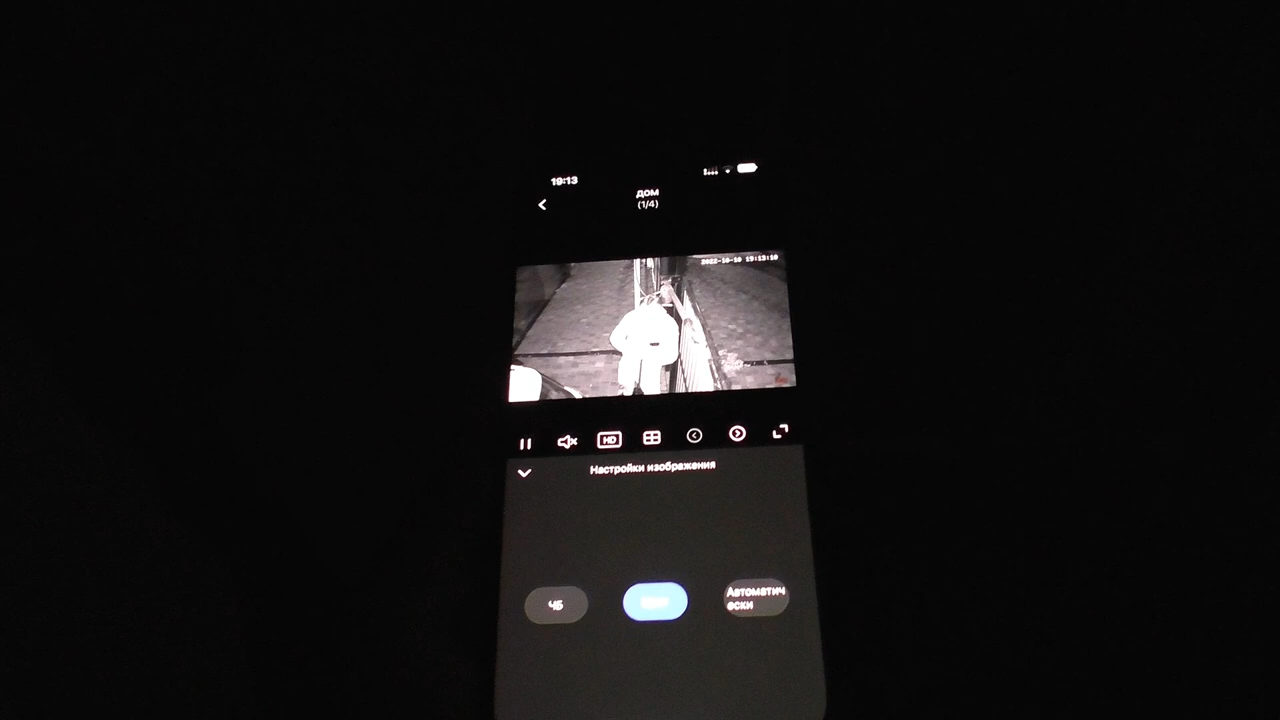 19:13
дом
(1/4)
2022-10-10 19:13:10
HD
Настройки изображения
ЧБ
Автоматич
ески